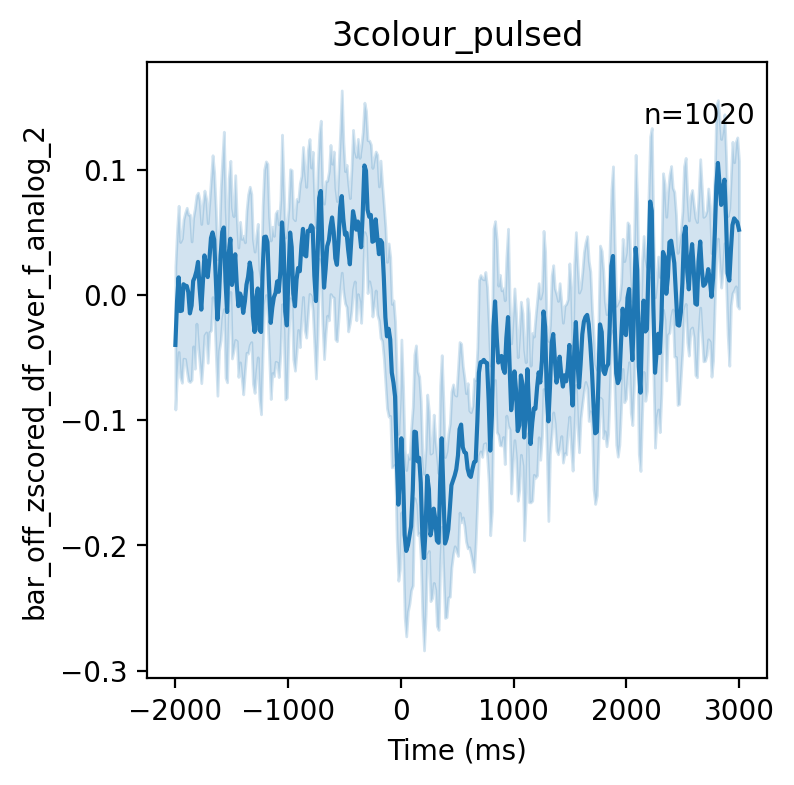 3colour_pulsed
n=1020
bar_off_zscored_df_over_f_analog_2
0.1
0.0
−0.1
−0.2
−0.3
−2000 −1000 0 1000 2000 3000
Time (ms)